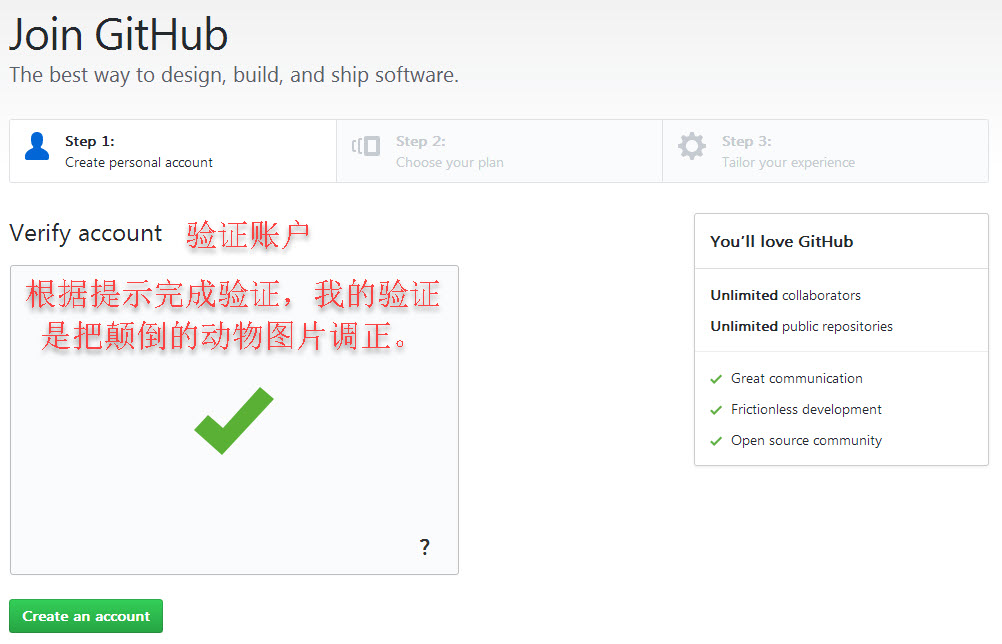 Join GitHub
The best way to design, build, and ship software.
Step 1:
Create personal account
Step 2:
Choose your plan
Step 3:
Tailor your experience
Verify account 验证账户
根据提示完成验证，我的验证
是把颠倒的动物图片调正。
?
Create an account
You'll love GitHub
Unlimited collaborators
Unlimited public repositories
Great communication
Frictionless development
Open source community